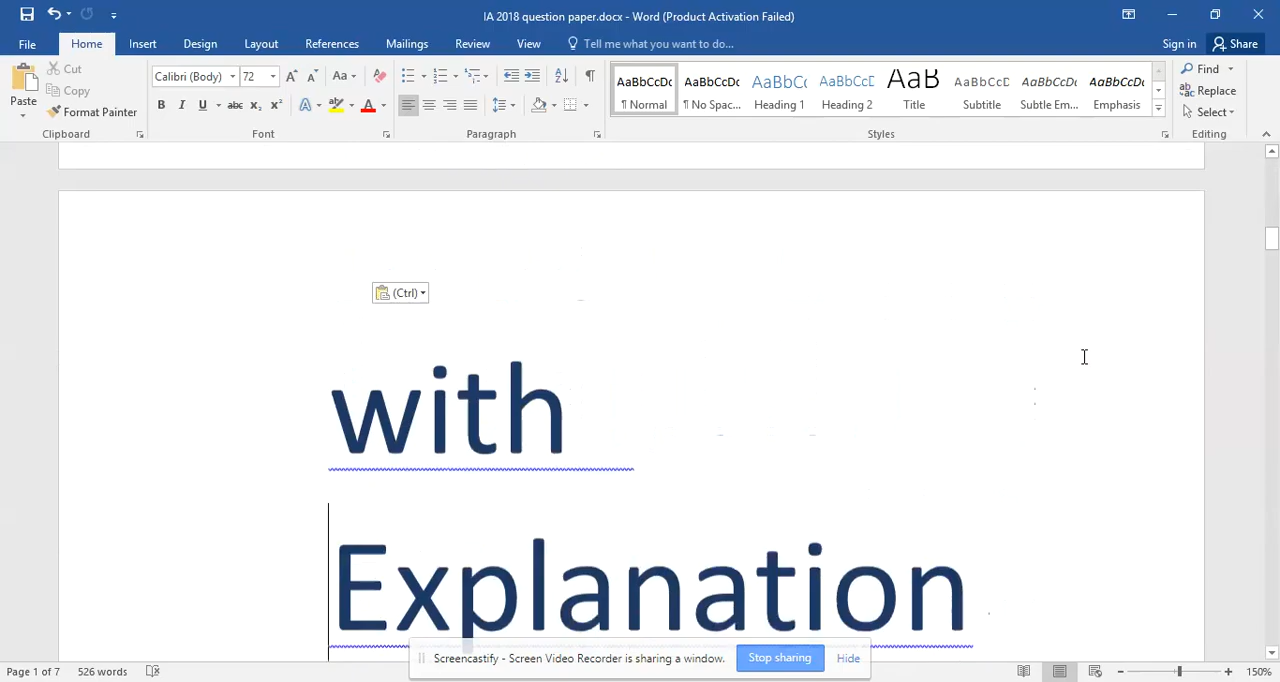 IA 2018 question paper.docx - Word (Product Activation Failed)
File Home Insert Design Layout References Mailings Review View Tell me what you want to do... Sign in Share
Paste Cut Copy Format Painter
Calibri (Body) 72
AaBbCcDc AaBbCcDc AaBbCc AaBbCcC AaB AaBbCcC AaBbCcDc AaBbCcDc
¶ Normal ¶ No Spac... Heading 1 Heading 2 Title Subtitle Subtle Em... Emphasis
Find Replace Select
Clipboard Font Paragraph Styles Editing
(Ctrl)
with
Explanation
Screencastify - Screen Video Recorder is sharing a window. Stop sharing Hide
Page 1 of 7 526 words 150%